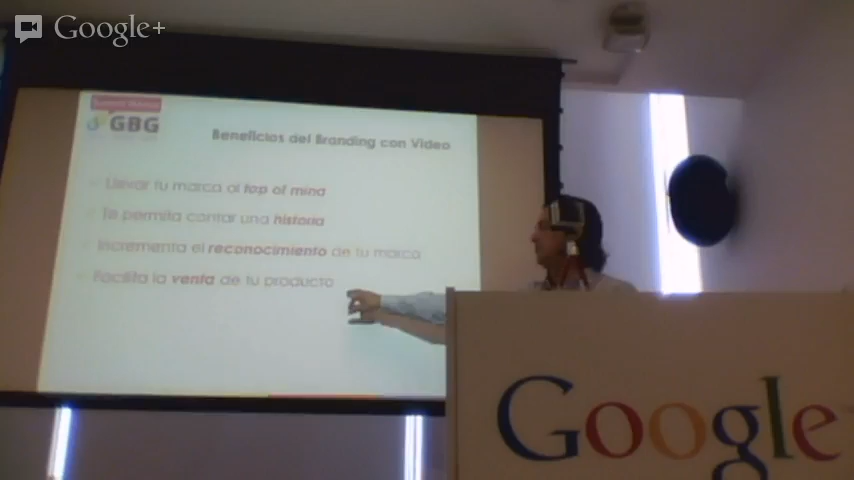 Google+
GBG
Beneficios del Branding con Video
Llevar tu marca al top of mind
Te permita contar una historia
Incrementa el reconocimiento de tu marca
Facilita la venta de tu producto
Google